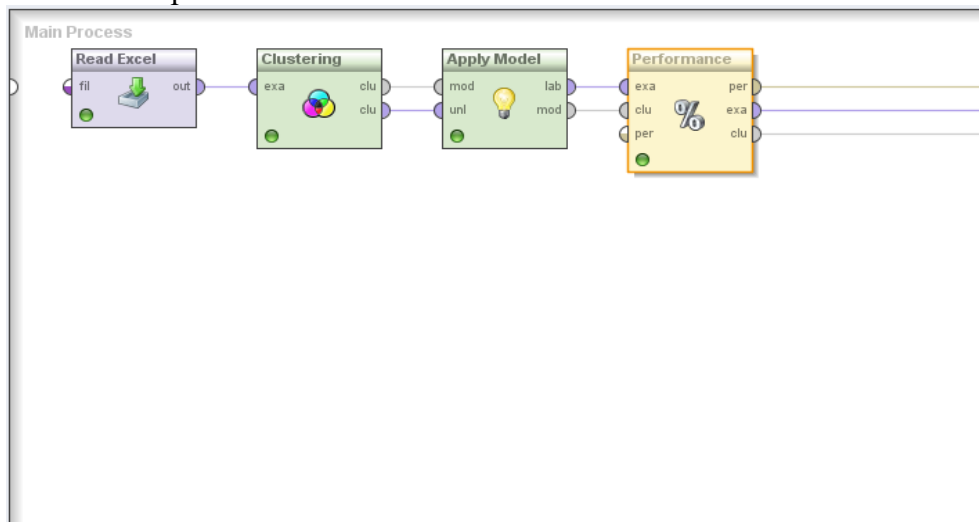 Main Process
Read Excel
fil out
Clustering
exa clu
clu
Apply Model
mod lab
unl mod
Performance
%
exa per
clu exa
per clu